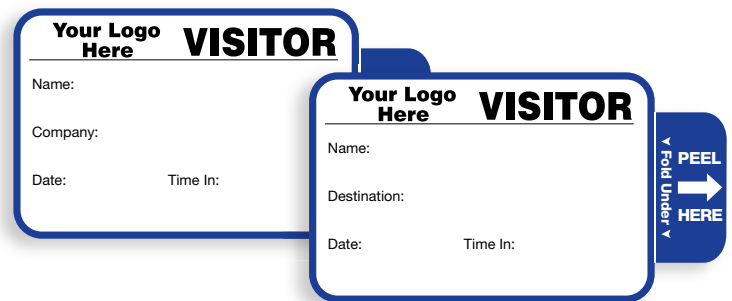 Your Logo
Here
VISITOR
Name:
Company:
Date: Time In:
Your Logo
Here
VISITOR
Name:
Destination:
Date: Time In:
Fold Under
PEEL
HERE